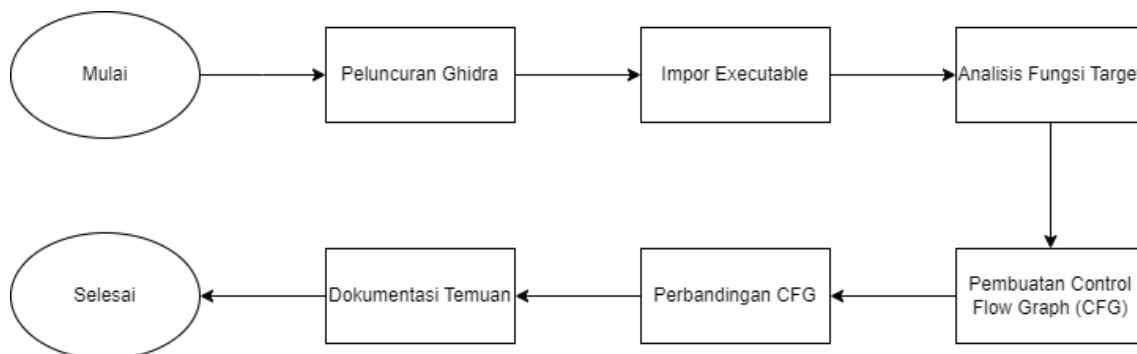 Mulai
Peluncuran Ghidra
Impor Executable
Analisis Fungsi Targe
Pembuatan Control
Flow Graph (CFG)
Perbandingan CFG
Dokumentasi Temuan
Selesai